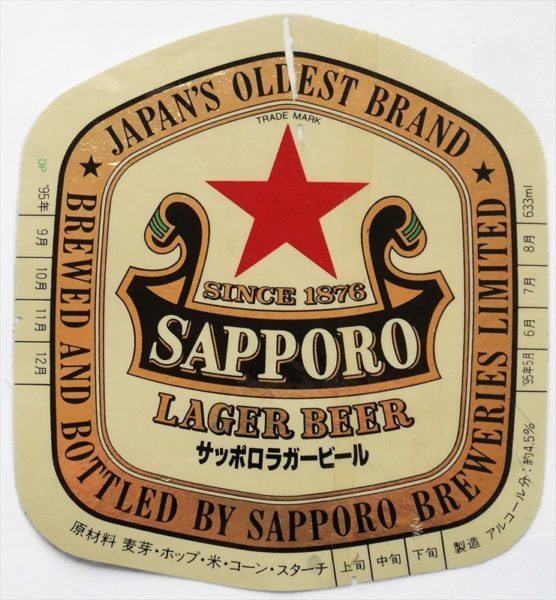 ★ JAPAN'S OLDEST BRAND ★
BREWED AND BOTTLED BY SAPPORO BREWERIES LIMITED
TRADE MARK
SINCE 1876
SAPPORO
LAGER BEER
サッポロラガービール
DP '95年
9月
10月
11月
12月
633ml
8月
7月
6月
'95年5月
アルコール分:約4.5%
原材料 麦芽・ホップ・米・コーン・スターチ
上旬
中旬
下旬
製造